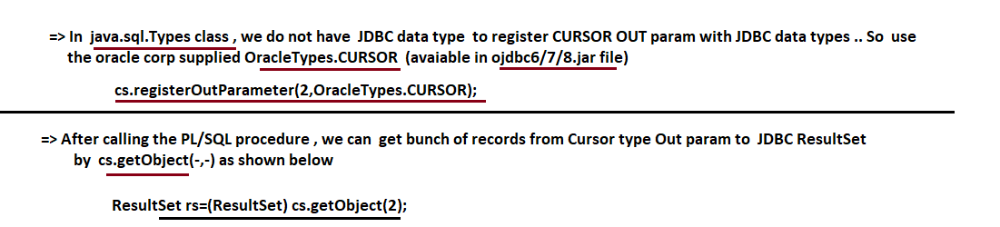 => In java.sql.Types class , we do not have JDBC data type to register CURSOR OUT param with JDBC data types .. So use
the oracle corp supplied OracleTypes.CURSOR (avaiable in ojdbc6/7/8.jar file)
cs.registerOutParameter(2,OracleTypes.CURSOR);
=> After calling the PL/SQL procedure , we can get bunch of records from Cursor type Out param to JDBC ResultSet
by cs.getObject(-,-) as shown below
ResultSet rs=(ResultSet) cs.getObject(2);